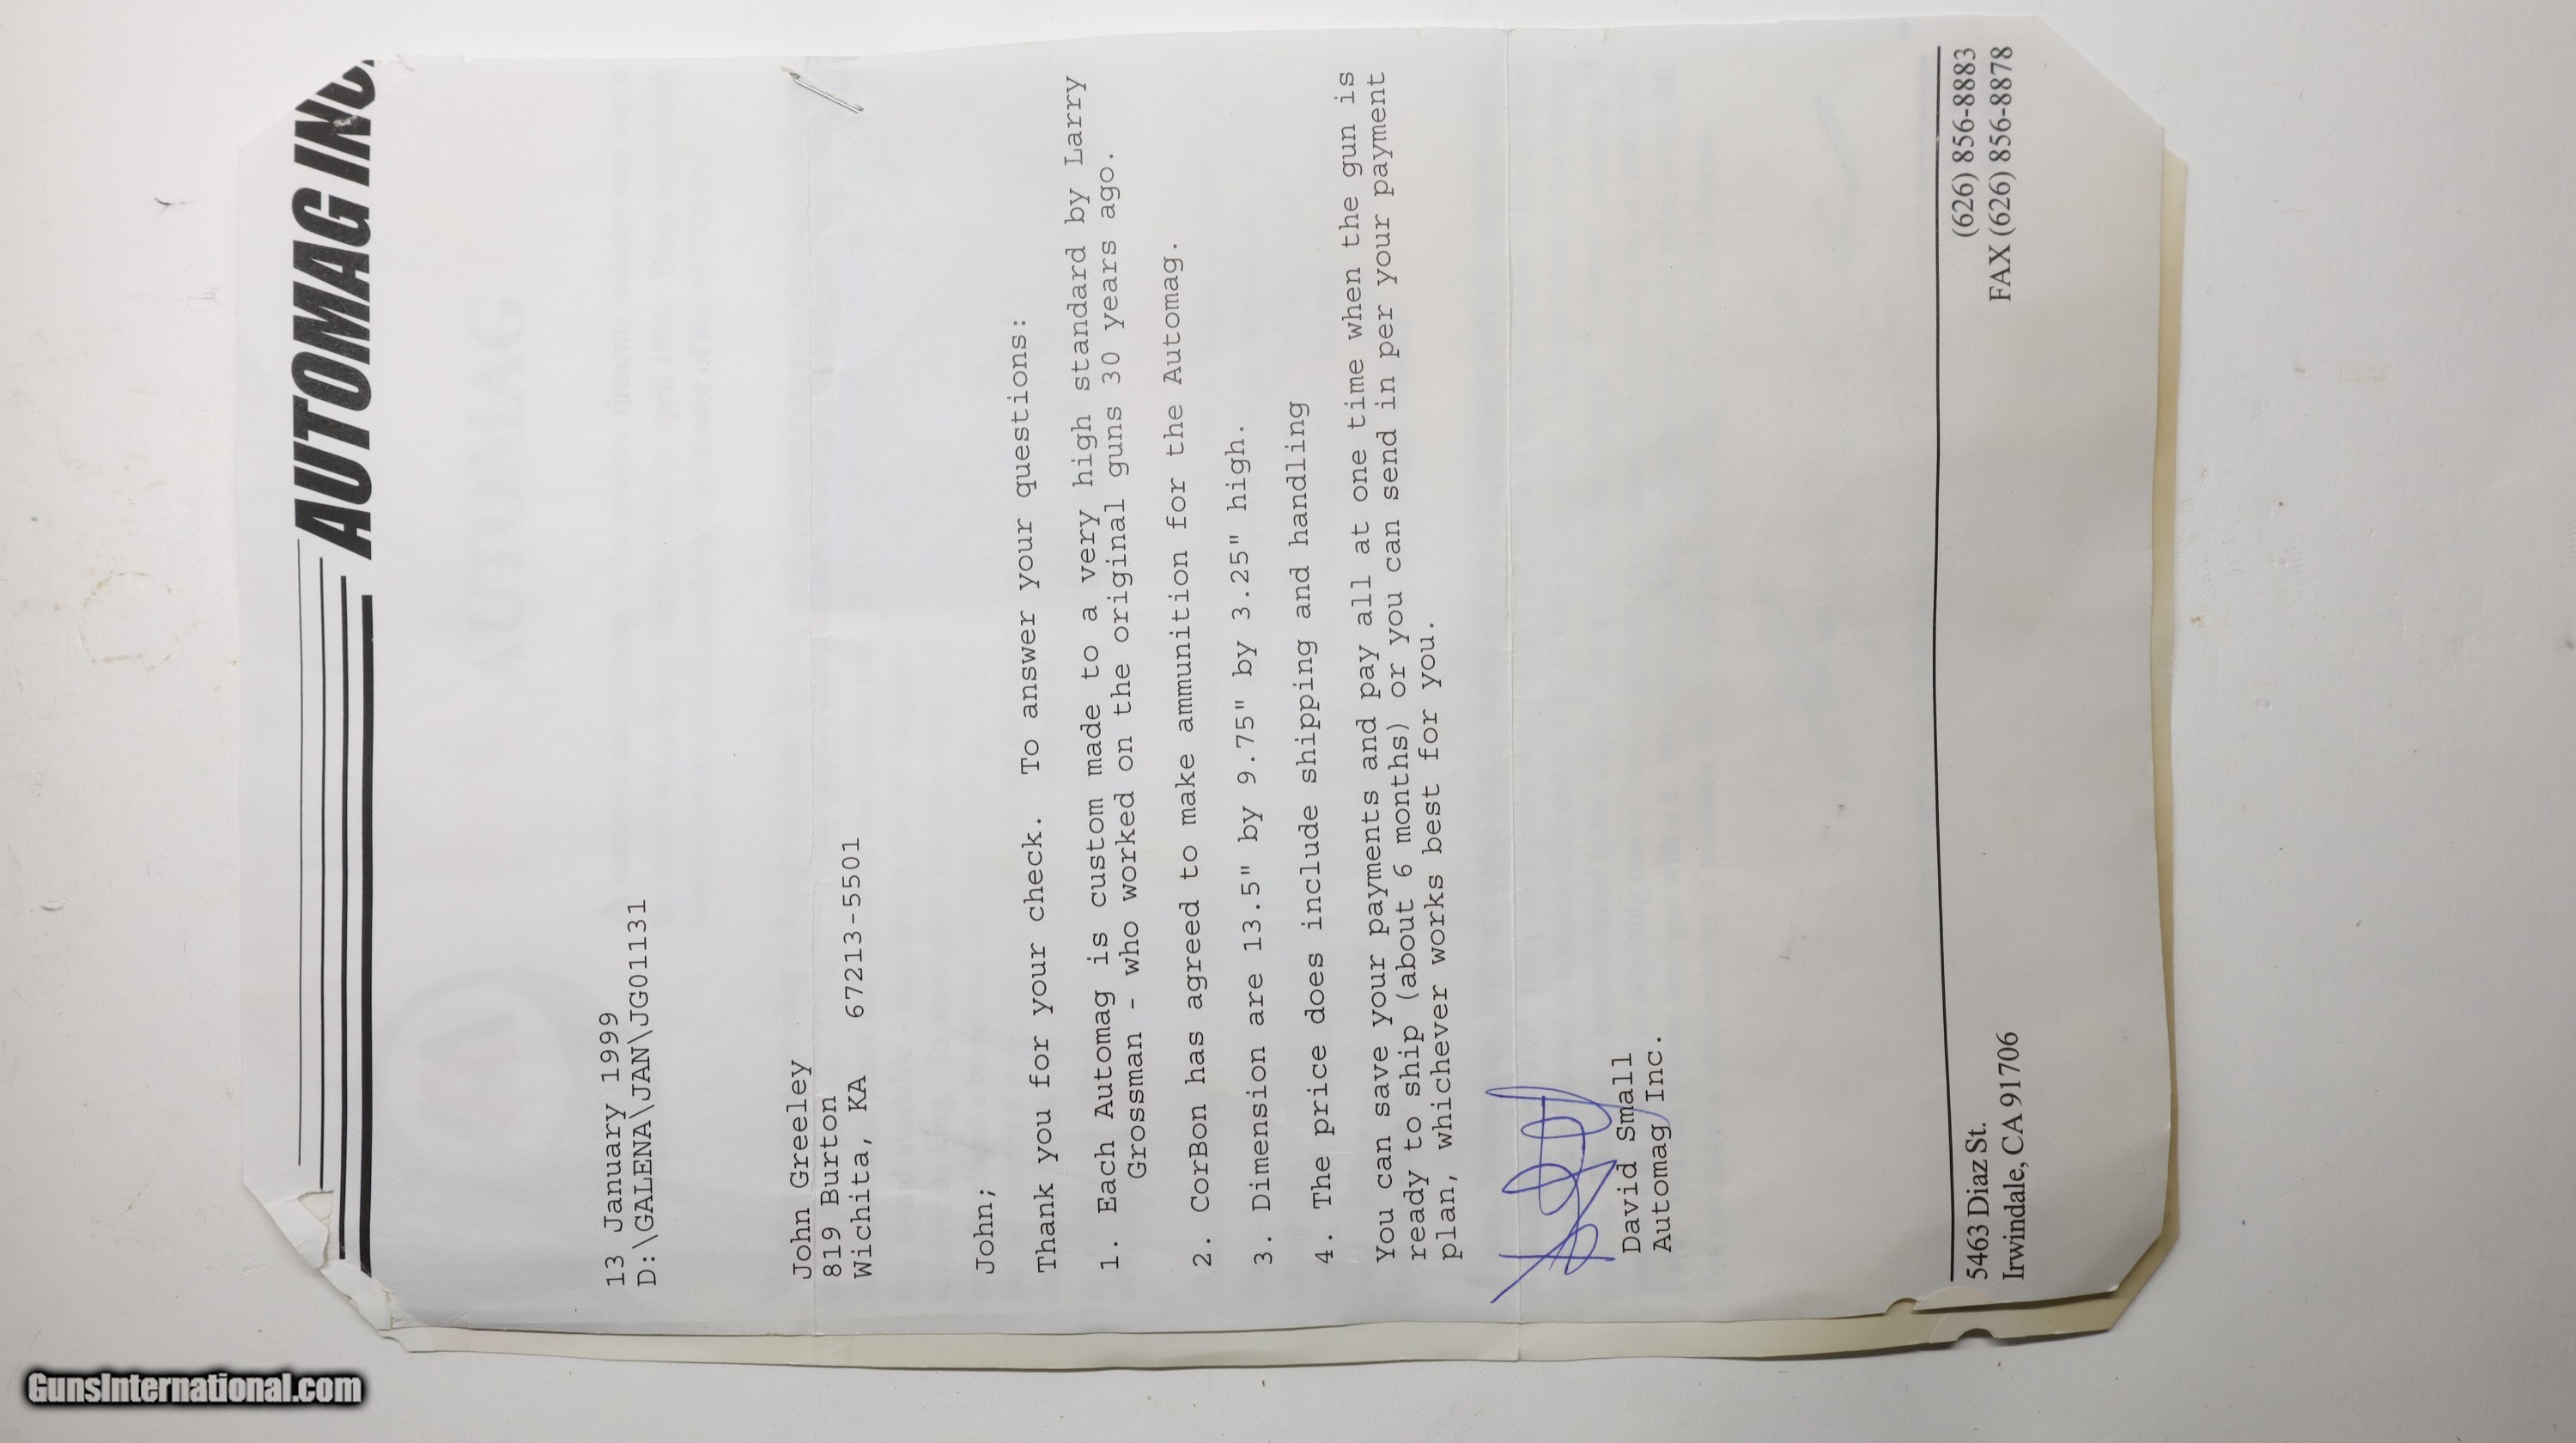 AUTOMAG INC.
13 January 1999
D:\GALENA\JAN\JG01131
John Greeley
819 Burton
Wichita, KA 67213-5501
John;
Thank you for your check. To answer your questions:
1. Each Automag is custom made to a very high standard by Larry
Grossman - who worked on the original guns 30 years ago.
2. CorBon has agreed to make ammunition for the Automag.
3. Dimension are 13.5" by 9.75" by 3.25" high.
4. The price does include shipping and handling
You can save your payments and pay all at one time when the gun is
ready to ship (about 6 months) or you can send in per your payment
plan, whichever works best for you.
David Small
Automag Inc.
5463 Diaz St.
Irwindale, CA 91706
(626) 856-8883
FAX (626) 856-8878
GunsInternational.com